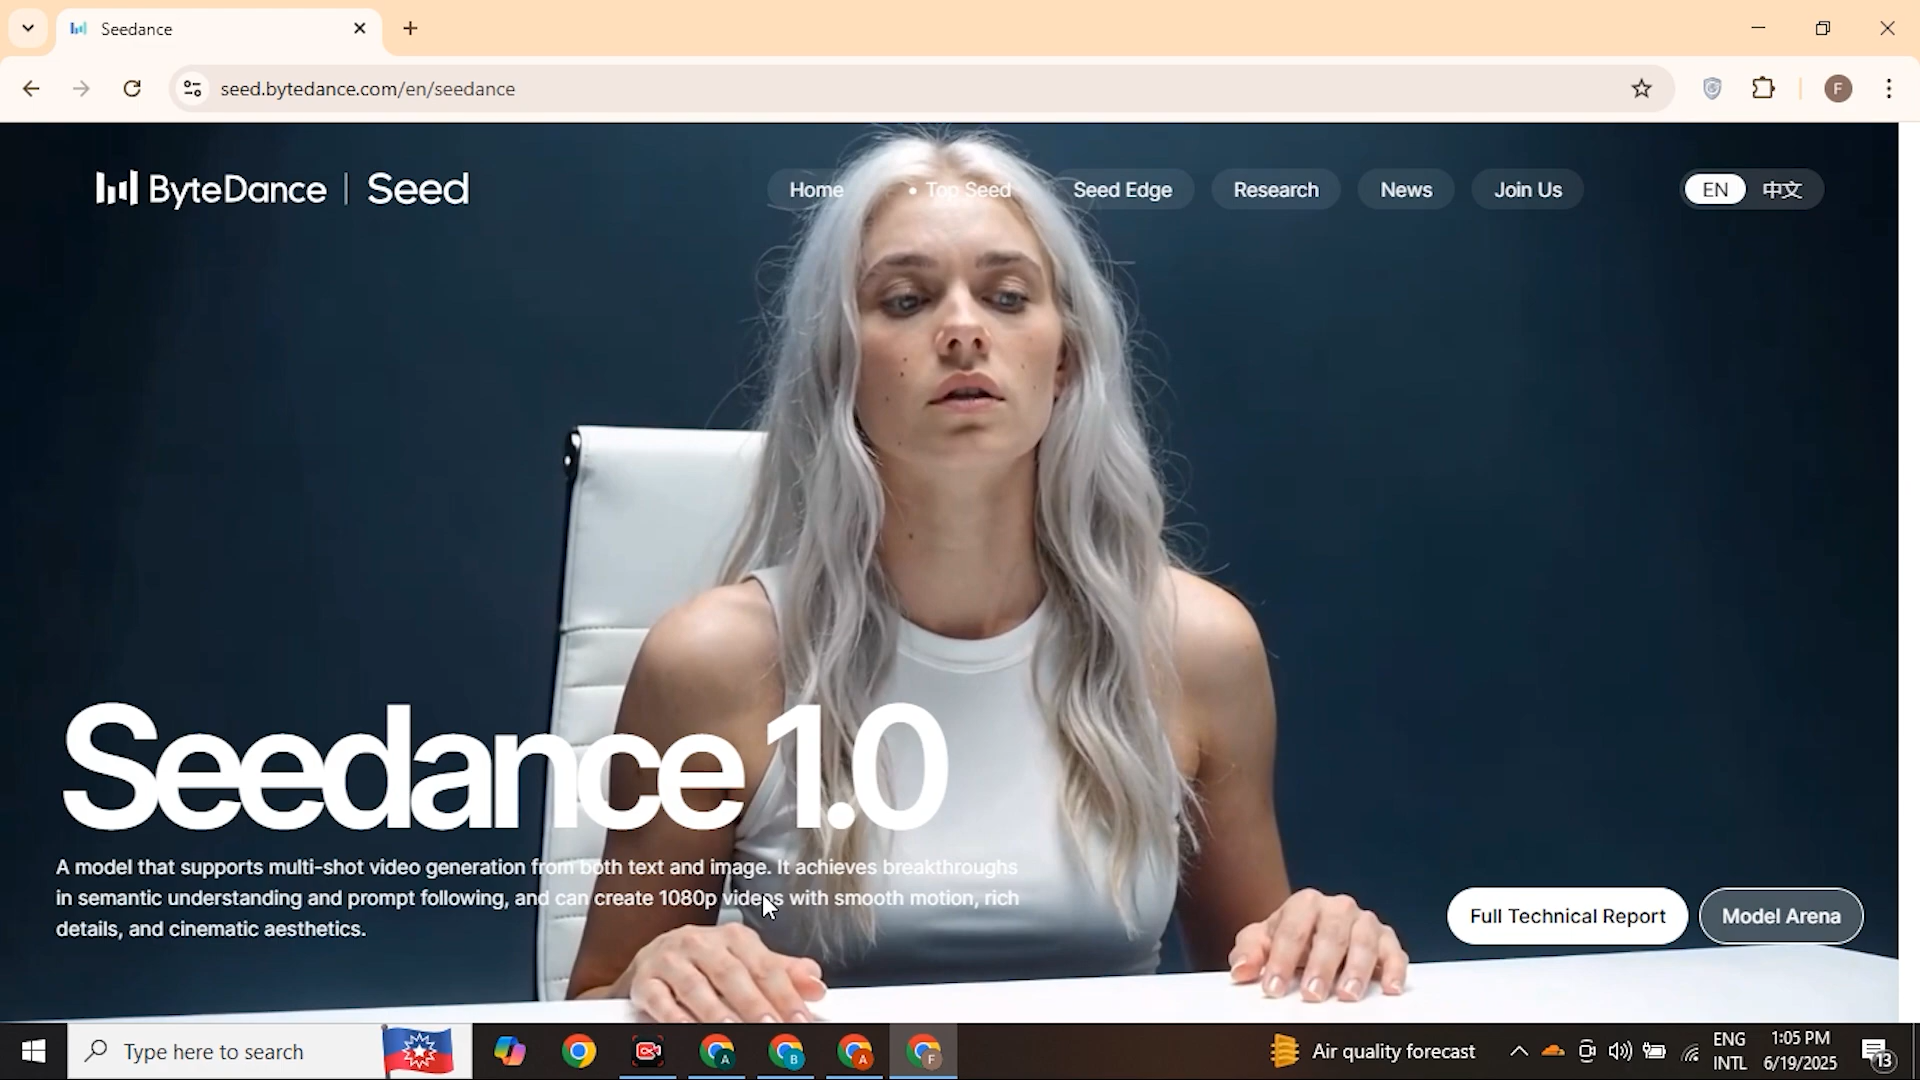 Seedance
seed.bytedance.com/en/seedance
F
ByteDance | Seed
Home
• Top Seed
Seed Edge
Research
News
Join Us
EN
中文
Seedance 1.0
A model that supports multi-shot video generation from both text and image. It achieves breakthroughs
in semantic understanding and prompt following, and can create 1080p videos with smooth motion, rich
details, and cinematic aesthetics.
Full Technical Report
Model Arena
Type here to search
A
B
A
F
Air quality forecast
ENG
INTL
1:05 PM
6/19/2025
13